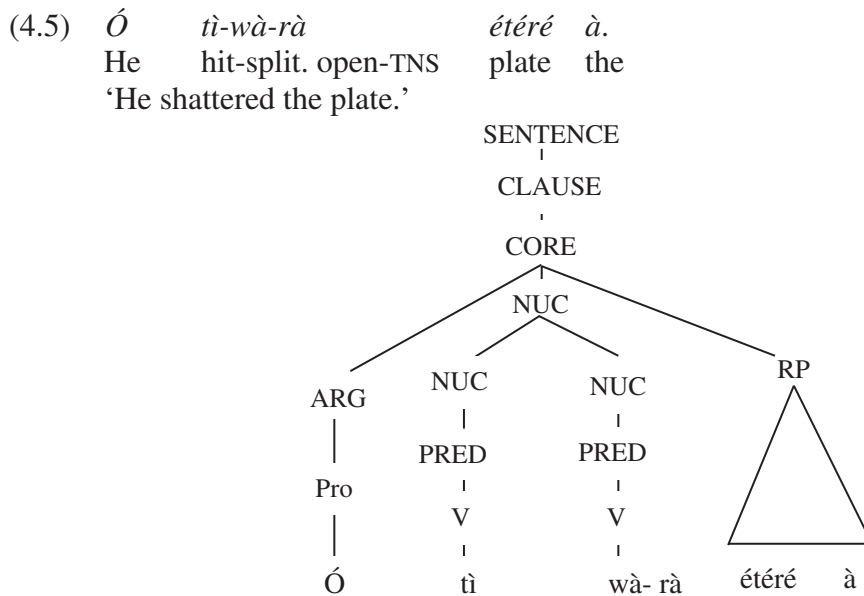 (4.5) Ó tì-wà-rà étéré à.
He hit-split. open-TNS plate the
‘He shattered the plate.’
SENTENCE
CLAUSE
CORE
NUC
ARG NUC NUC RP
PRED PRED
Pro
V V
Ó tì wà- rà étéré à